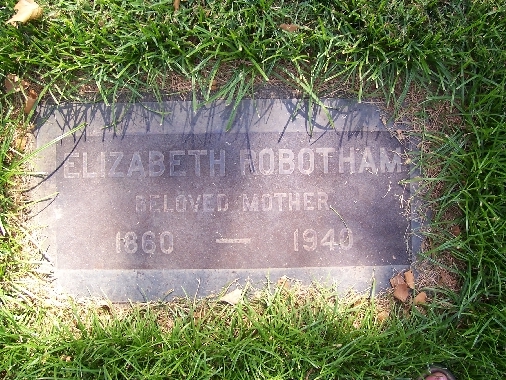 ELIZABETH ROBOTHAM
BELOVED MOTHER
1860 — 1940